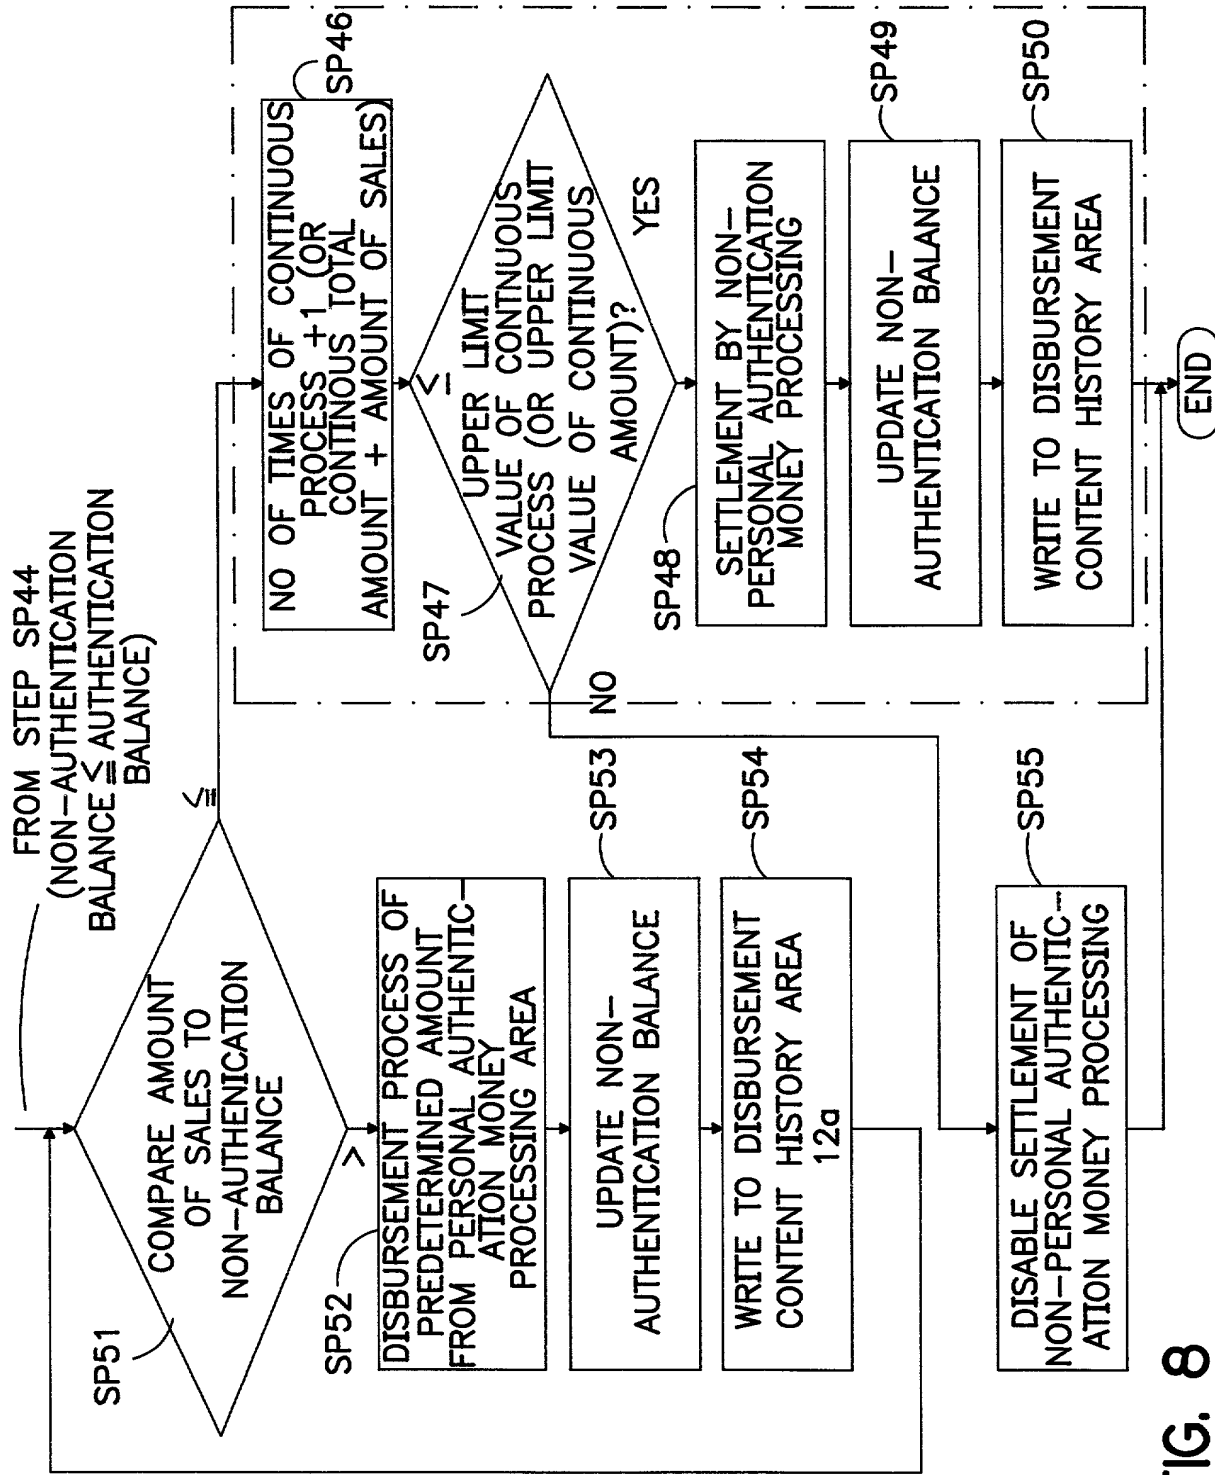 FROM STEP SP44
(NON-AUTHENTICATION
BALANCE ≦ AUTHENTICATION
BALANCE)
SP51
COMPARE AMOUNT
OF SALES TO
NON-AUTHENICATION
BALANCE
≦
>
SP52
DISBURSEMENT PROCESS OF
PREDETERMINED AMOUNT
FROM PERSONAL AUTHENTIC-
ATION MONEY
PROCESSING AREA
SP53
UPDATE NON-
AUTHENTICATION BALANCE
SP54
WRITE TO DISBURSEMENT
CONTENT HISTORY AREA
12a
SP55
DISABLE SETTLEMENT OF
NON-PERSONAL AUTHENTIC-
ATION MONEY PROCESSING
SP46
NO OF TIMES OF CONTINUOUS
PROCESS +1 (OR
CONTINOUS TOTAL
AMOUNT + AMOUNT OF SALES)
SP47
≤
UPPER LIMIT
VALUE OF CONTINUOUS
PROCESS (OR UPPER LIMIT
VALUE OF CONTINUOUS
AMOUNT)?
NO
YES
SP48
SETTLEMENT BY NON-
PERSONAL AUTHENTICATION
MONEY PROCESSING
SP49
UPDATE NON-
AUTHENTICATION BALANCE
SP50
WRITE TO DISBURSEMENT
CONTENT HISTORY AREA
END
FIG. 8